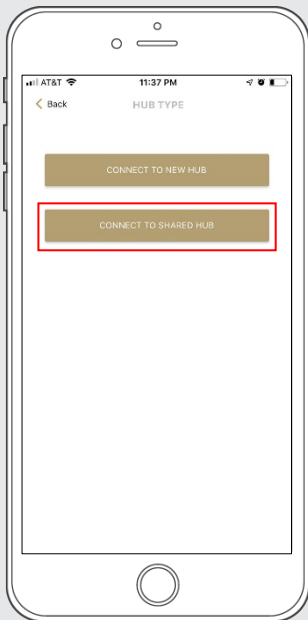 AT&T 11:37 PM
Back HUB TYPE
CONNECT TO NEW HUB
CONNECT TO SHARED HUB